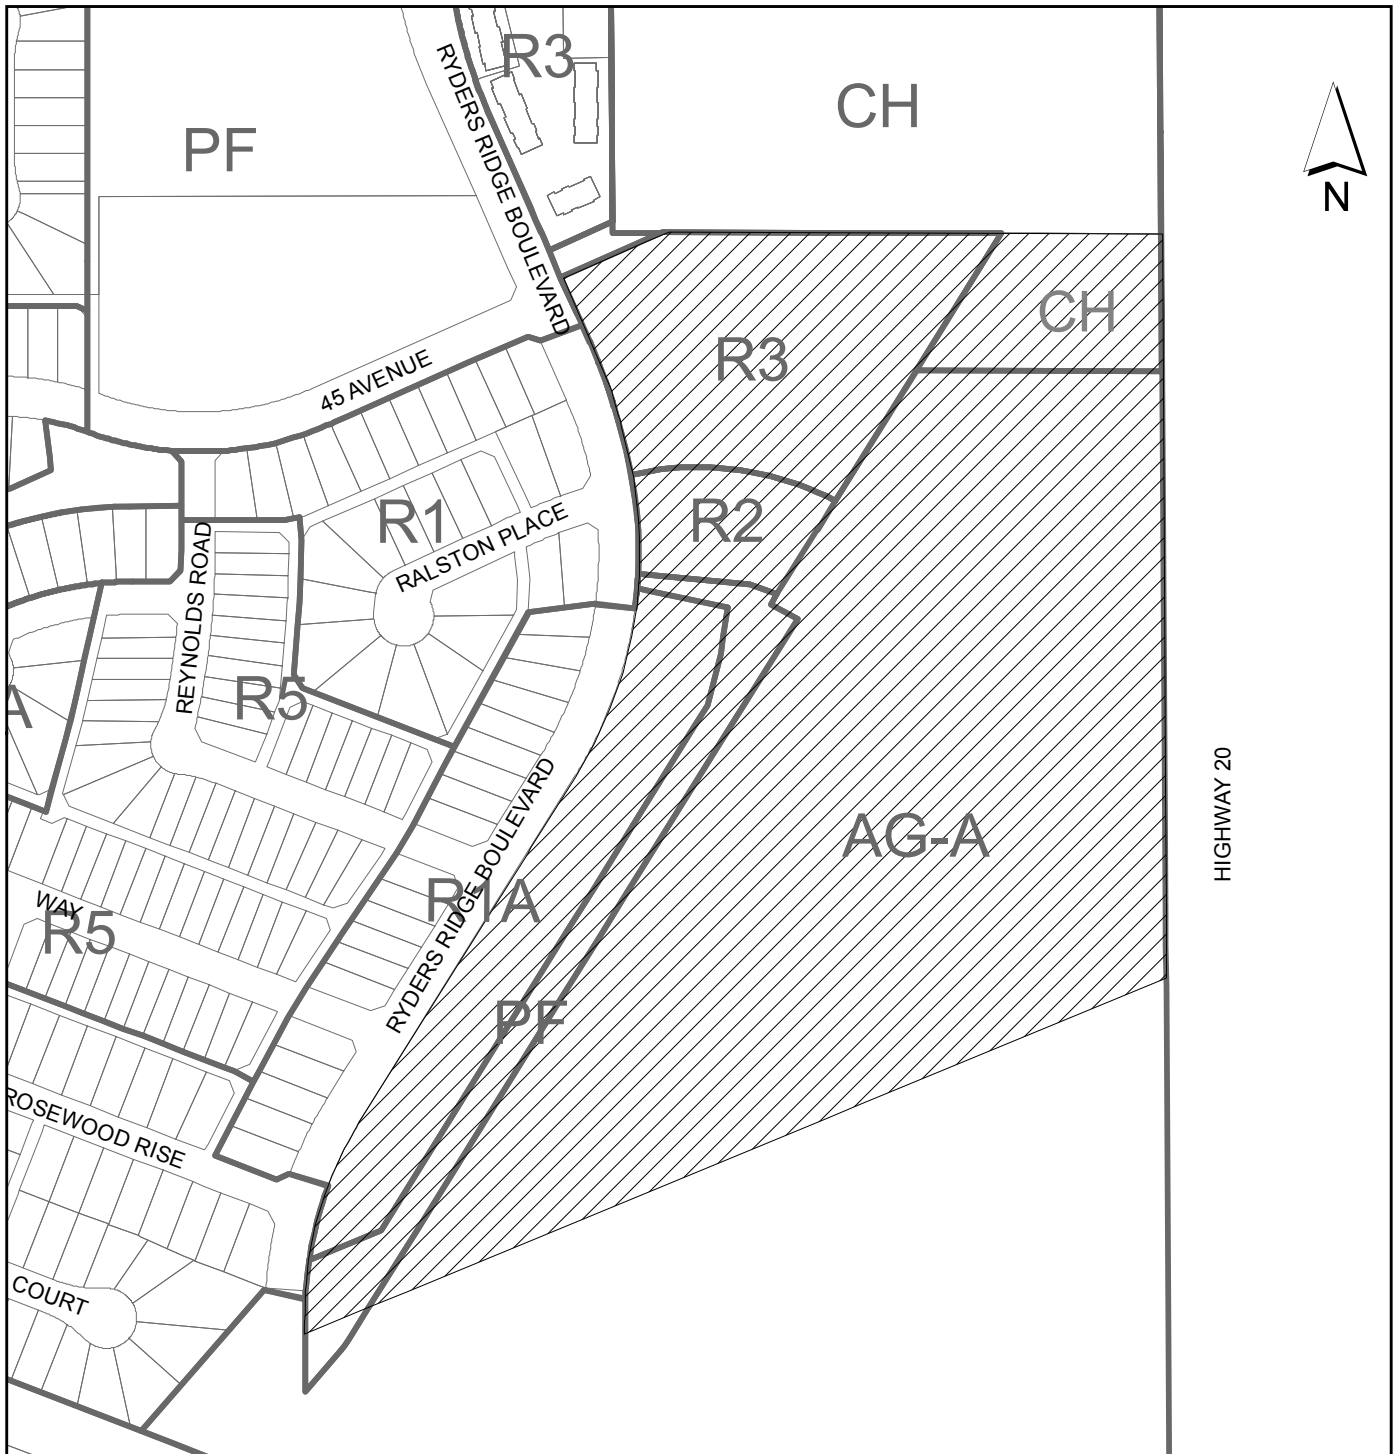 R3
CH
PF
RYDERS RIDGE BOULEVARD
N
CH
R3
45 AVENUE
R1
R2
RALSTON PLACE
REYNOLDS ROAD
R5
A
HIGHWAY 20
AG-A
RYDERS RIDGE BOULEVARD
R1A
WAY
R5
PF
ROSEWOOD RISE
COURT